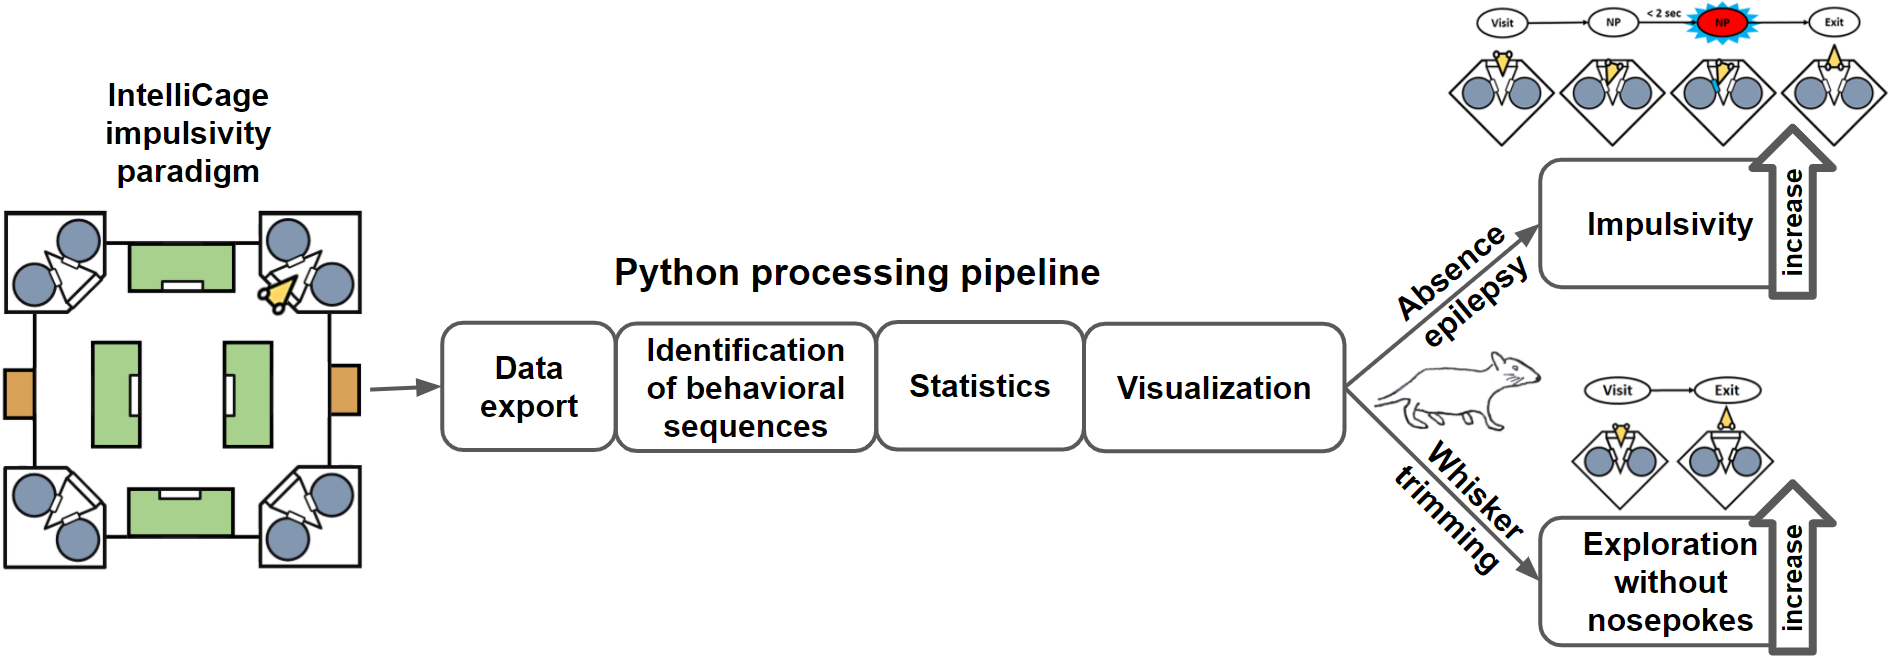 IntelliCage
impulsivity
paradigm
Python processing pipeline
Data
export
Identification
of behavioral
sequences
Statistics
Visualization
Absence
epilepsy
Whisker
trimming
Visit
NP
< 2 sec
NP
Exit
Impulsivity
increase
Visit
Exit
Exploration
without
nosepokes
increase